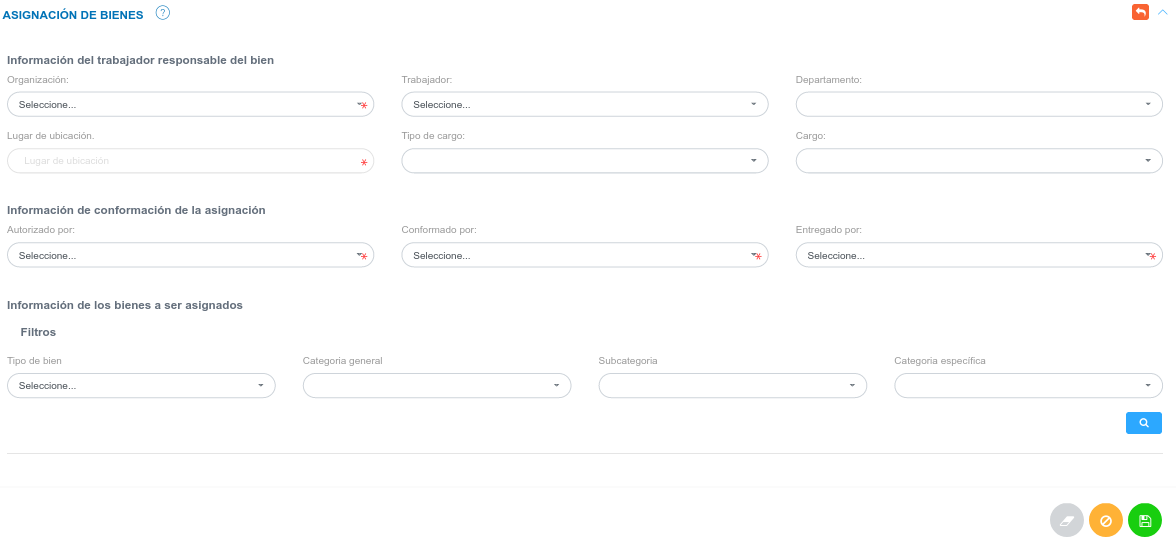 ASIGNACIÓN DE BIENES ?
Información del trabajador responsable del bien
Organización: Trabajador: Departamento:
Seleccione... * Seleccione...
Lugar de ubicación. Tipo de cargo: Cargo:
Lugar de ubicación *
Información de conformación de la asignación
Autorizado por: Conformado por: Entregado por:
Seleccione... * Seleccione... * Seleccione... *
Información de los bienes a ser asignados
Filtros
Tipo de bien Categoria general Subcategoria Categoria específica
Seleccione...